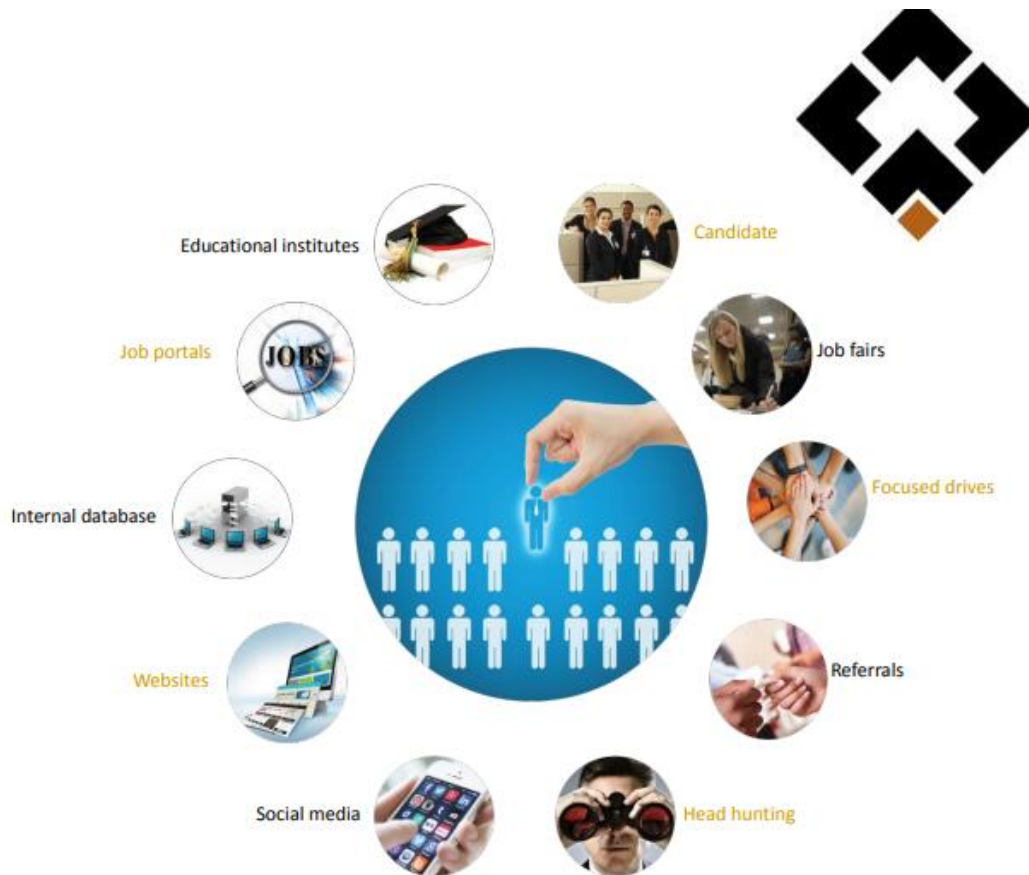 Educational institutes
Candidate
Job portals
JOBS
Job fairs
Internal database
Focused drives
Websites
Referrals
Social media
Head hunting